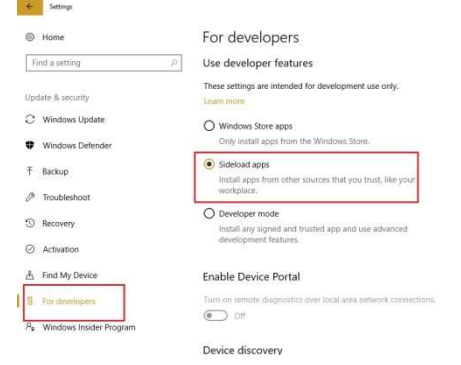 Settings
Home
Find a setting
Update & security
Windows Update
Windows Defender
Backup
Troubleshoot
Recovery
Activation
Find My Device
For developers
Windows Insider Program
For developers
Use developer features
These settings are intended for development use only.
Learn more
Windows Store apps
Only install apps from the Windows Store.
Sideload apps
Install apps from other sources that you trust, like your
workplace.
Developer mode
Install any signed and trusted app and use advanced
development features.
Enable Device Portal
Turn on remote diagnostics over local area network connections.
Off
Device discovery